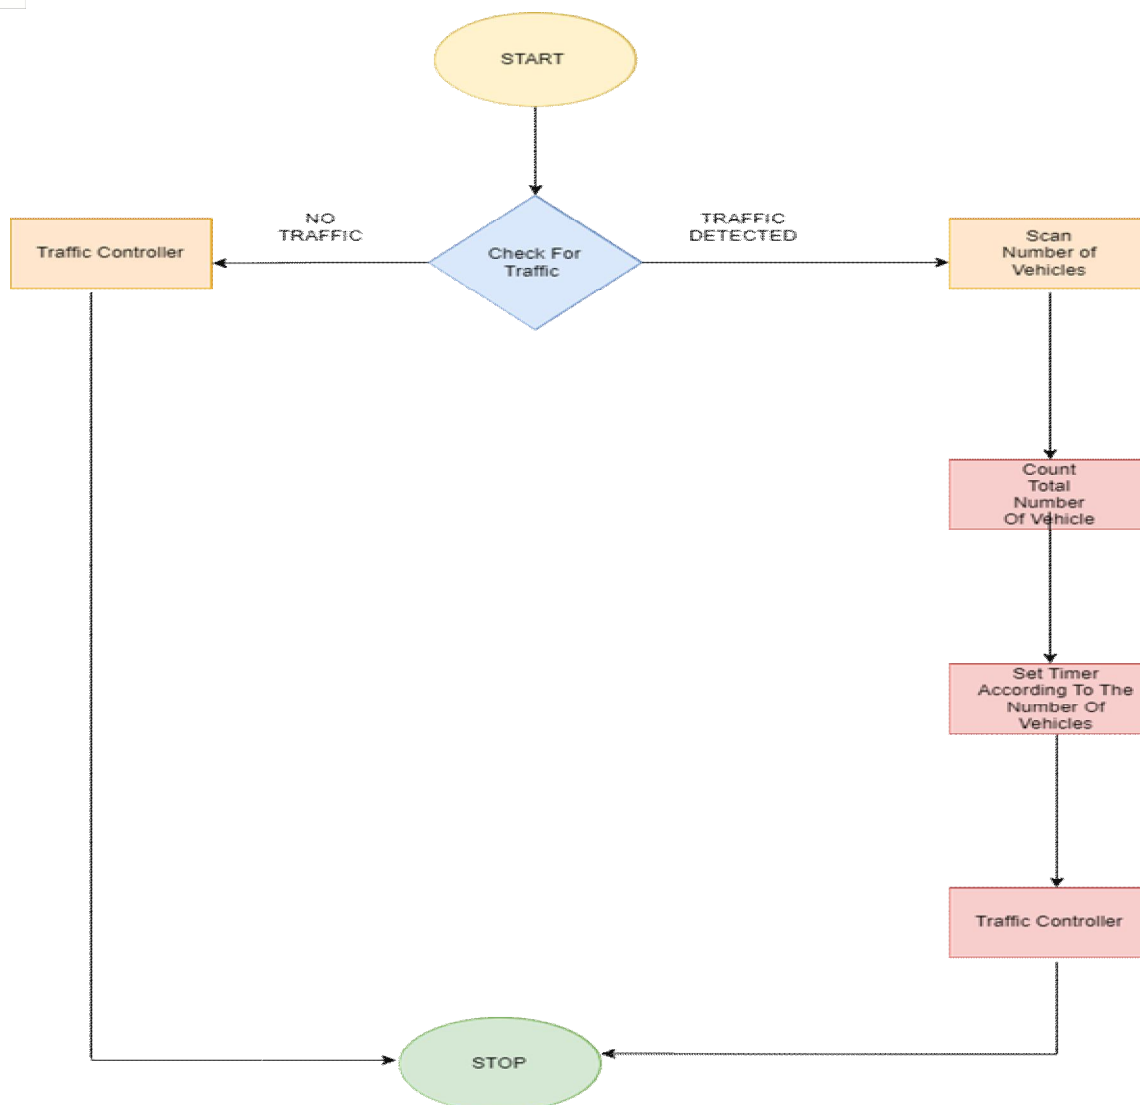 START
NO
TRAFFIC
TRAFFIC
DETECTED
Traffic Controller
Check For
Traffic
Scan
Number of
Vehicles
Count
Total
Number
Of Vehicle
Set Timer
According To The
Number Of
Vehicles
Traffic Controller
STOP